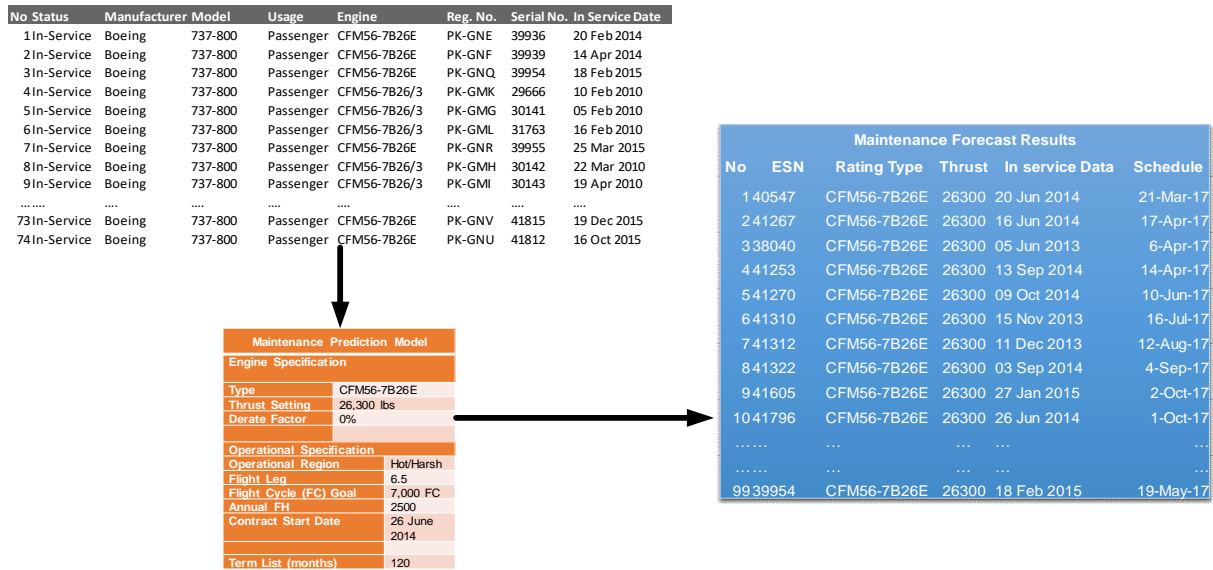 No Status Manufacturer Model Usage Engine Reg. No. Serial No. In Service Date
1 In-Service Boeing 737-800 Passenger CFM56-7B26E PK-GNE 39936 20 Feb 2014
2 In-Service Boeing 737-800 Passenger CFM56-7B26E PK-GNF 39939 14 Apr 2014
3 In-Service Boeing 737-800 Passenger CFM56-7B26E PK-GNQ 39954 18 Feb 2015
4 In-Service Boeing 737-800 Passenger CFM56-7B26/3 PK-GMK 29666 10 Feb 2010
5 In-Service Boeing 737-800 Passenger CFM56-7B26/3 PK-GMG 30141 05 Feb 2010
6 In-Service Boeing 737-800 Passenger CFM56-7B26/3 PK-GML 31763 16 Feb 2010
7 In-Service Boeing 737-800 Passenger CFM56-7B26E PK-GNR 39955 25 Mar 2015
8 In-Service Boeing 737-800 Passenger CFM56-7B26/3 PK-GMH 30142 22 Mar 2010
9 In-Service Boeing 737-800 Passenger CFM56-7B26/3 PK-GMI 30143 19 Apr 2010
... .... .... .... .... .... .... .... ....
73 In-Service Boeing 737-800 Passenger CFM56-7B26E PK-GNV 41815 19 Dec 2015
74 In-Service Boeing 737-800 Passenger CFM56-7B26E PK-GNU 41812 16 Oct 2015
Maintenance Prediction Model
Engine Specification
Type CFM56-7B26E
Thrust Setting 26,300 lbs
Derate Factor 0%
Operational Specification
Operational Region Hot/Harsh
Flight Leg 6.5
Flight Cycle (FC) Goal 7,000 FC
Annual FH 2500
Contract Start Date 26 June
2014
Term List (months) 120
Maintenance Forecast Results
No ESN Rating Type Thrust In service Data Schedule
1 40547 CFM56-7B26E 26300 20 Jun 2014 21-Mar-17
2 41267 CFM56-7B26E 26300 16 Jun 2014 17-Apr-17
3 38040 CFM56-7B26E 26300 05 Jun 2013 6-Apr-17
4 41253 CFM56-7B26E 26300 13 Sep 2014 14-Apr-17
5 41270 CFM56-7B26E 26300 09 Oct 2014 10-Jun-17
6 41310 CFM56-7B26E 26300 15 Nov 2013 16-Jul-17
7 41312 CFM56-7B26E 26300 11 Dec 2013 12-Aug-17
8 41322 CFM56-7B26E 26300 03 Sep 2014 4-Sep-17
9 41605 CFM56-7B26E 26300 27 Jan 2015 2-Oct-17
10 41796 CFM56-7B26E 26300 26 Jun 2014 1-Oct-17
... ... ... ... ... ...
... ... ... ... ... ...
99 39954 CFM56-7B26E 26300 18 Feb 2015 19-May-17